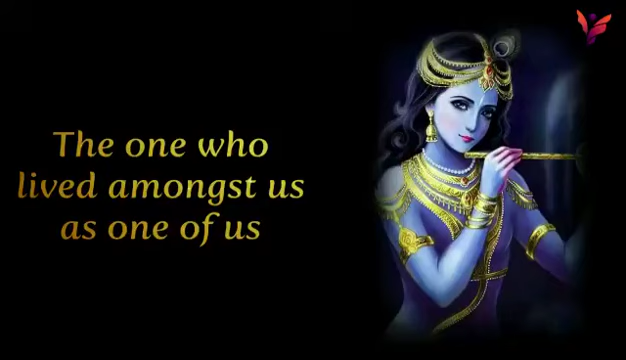 The one who
lived amongst us
as one of us